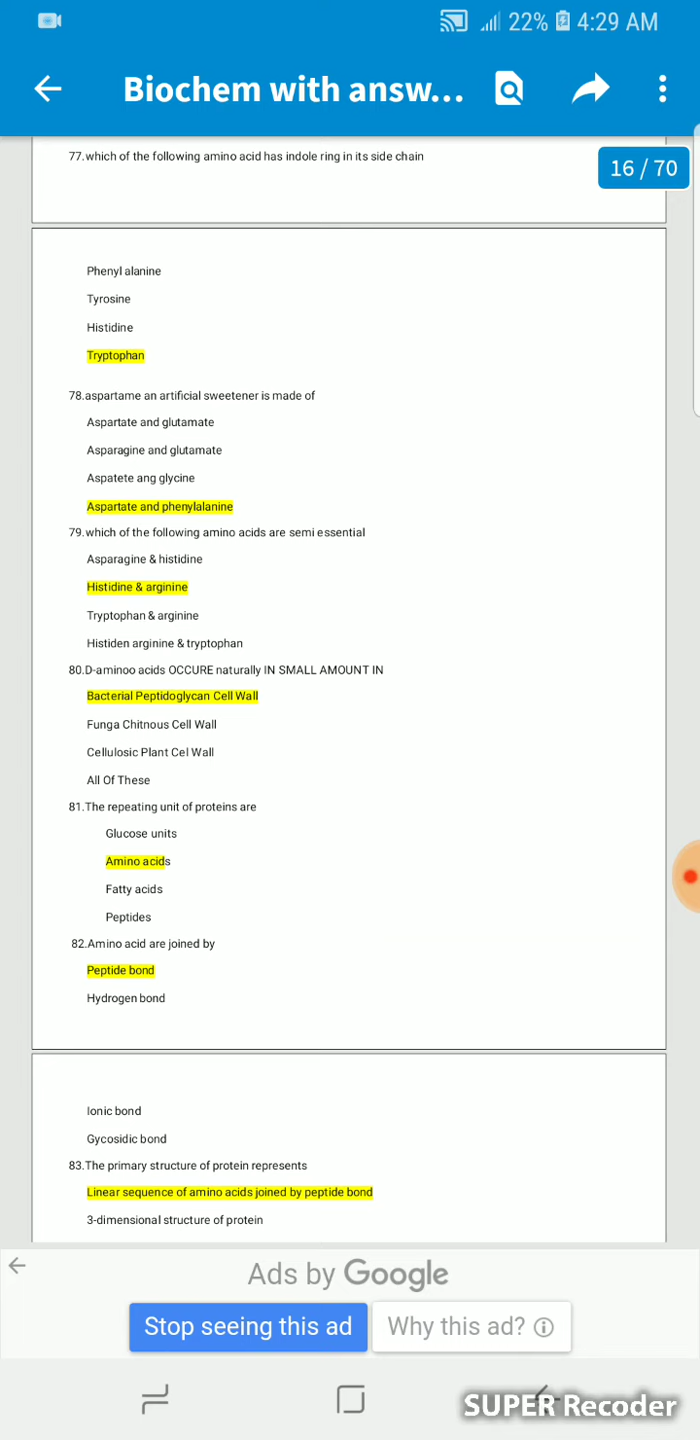 22% 4:29 AM
Biochem with answ...
77.which of the following amino acid has indole ring in its side chain
16 / 70
Phenyl alanine
Tyrosine
Histidine
Tryptophan
78.aspartame an artificial sweetener is made of
Aspartate and glutamate
Asparagine and glutamate
Aspatete ang glycine
Aspartate and phenylalanine
79.which of the following amino acids are semi essential
Asparagine & histidine
Histidine & arginine
Tryptophan & arginine
Histiden arginine & tryptophan
80.D-aminoo acids OCCURE naturally IN SMALL AMOUNT IN
Bacterial Peptidoglycan Cell Wall
Funga Chitnous Cell Wall
Cellulosic Plant Cel Wall
All Of These
81.The repeating unit of proteins are
Glucose units
Amino acids
Fatty acids
Peptides
82.Amino acid are joined by
Peptide bond
Hydrogen bond
Ionic bond
Gycosidic bond
83.The primary structure of protein represents
Linear sequence of amino acids joined by peptide bond
3-dimensional structure of protein
Ads by Google
Stop seeing this ad Why this ad?
SUPER Recoder